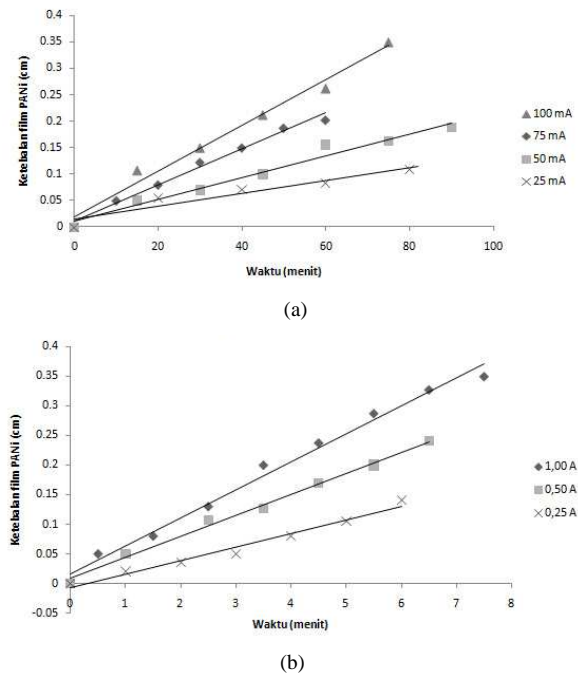 0.4
0.35
0.3
0.25
0.2
0.15
0.1
0.05
0
Ketebalan film PANi (cm)
0 20 40 60 80 100
Waktu (menit)
100 mA
75 mA
50 mA
25 mA
(a)
0.4
0.35
0.3
0.25
0.2
0.15
0.1
0.05
0
-0.05
Ketebalan film PANi (cm)
0 1 2 3 4 5 6 7 8
Waktu (menit)
1,00 A
0,50 A
0,25 A
(b)